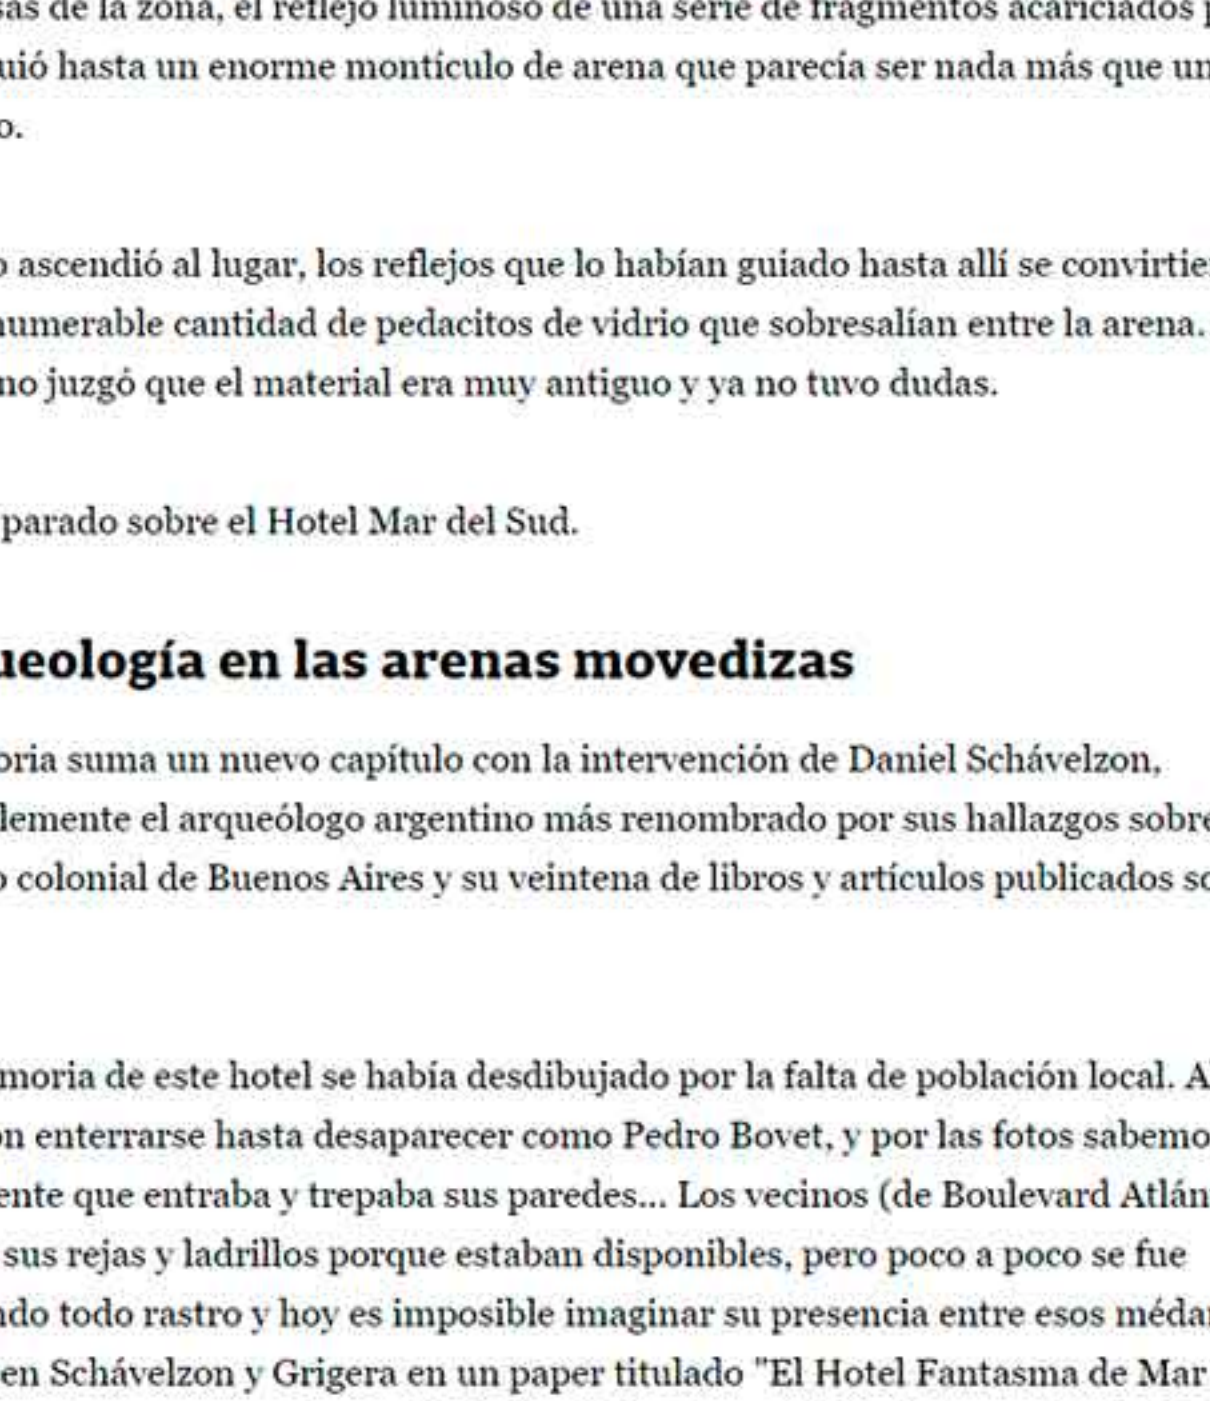 sas de la zona, el reflejo luminoso de una serie de fragmentos acariciados p
uió hasta un enorme montículo de arena que parecía ser nada más que un
o.
o ascendió al lugar, los reflejos que lo habían guiado hasta allí se convirtie
numerable cantidad de pedacitos de vidrio que sobresalían entre la arena.
no juzgó que el material era muy antiguo y ya no tuvo dudas.
parado sobre el Hotel Mar del Sud.
ueología en las arenas movedizas
oria suma un nuevo capítulo con la intervención de Daniel Schávelzon,
lemente el arqueólogo argentino más renombrado por sus hallazgos sobre
o colonial de Buenos Aires y su veintena de libros y artículos publicados so
moria de este hotel se había desdibujado por la falta de población local. A
on enterrarse hasta desaparecer como Pedro Bovet, y por las fotos sabemo
ente que entraba y trepaba sus paredes... Los vecinos (de Boulevard Atlán
sus rejas y ladrillos porque estaban disponibles, pero poco a poco se fue
ndo todo rastro y hoy es imposible imaginar su presencia entre esos méda
en Schávelzon y Grigera en un paper titulado "El Hotel Fantasma de Mar